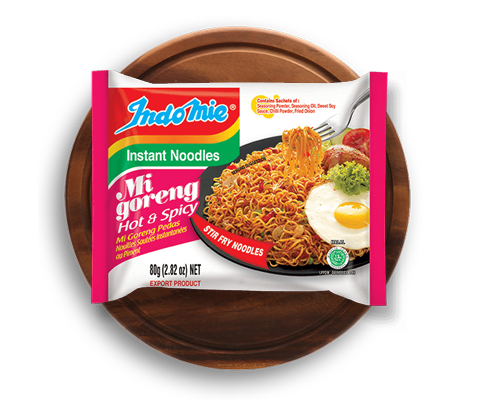 Indomie®
Contains Sachets of :
Seasoning Powder, Seasoning Oil, Sweet Soy
Sauce, Chilli Powder, Fried Onion
Instant Noodles
Mi
goreng
Hot & Spicy
Mi Goreng Pedas
Nouilles Sautées Instantanées
au Piment
STIR FRY NOODLES
HALAL
80g (2.82 oz) NET
EXPORT PRODUCT